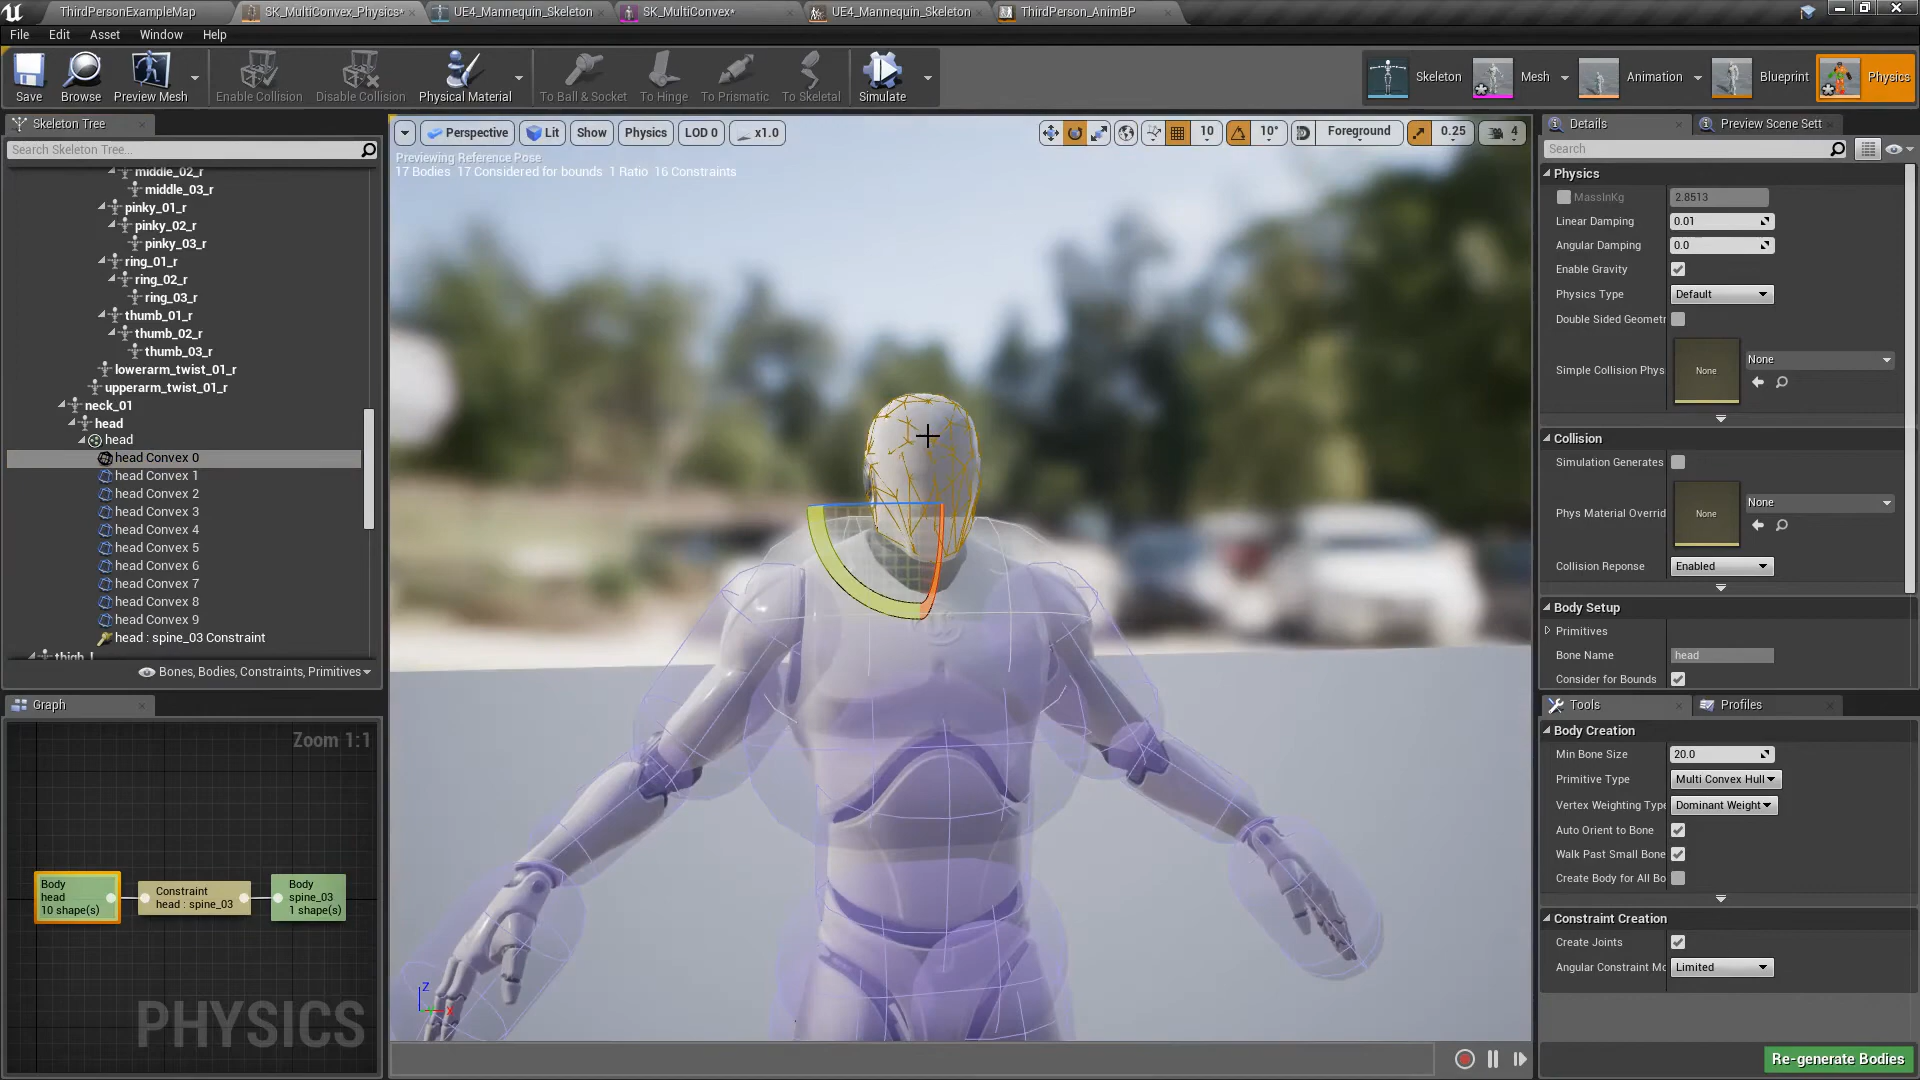 ThirdPersonExampleMap
SK_MultiConvex_Physics*
UE4_Mannequin_Skeleton
SK_MultiConvex*
UE4_Mannequin_Skeleton
ThirdPerson_AnimBP
File
Edit
Asset
Window
Help
Save
Browse
Preview Mesh
Enable Collision
Disable Collision
Physical Material
To Ball & Socket
To Hinge
To Prismatic
To Skeletal
Simulate
Skeleton
Mesh
Animation
Blueprint
Physics
Skeleton Tree
Search Skeleton Tree...
middle_02_r
middle_03_r
pinky_01_r
pinky_02_r
pinky_03_r
ring_01_r
ring_02_r
ring_03_r
thumb_01_r
thumb_02_r
thumb_03_r
lowerarm_twist_01_r
upperarm_twist_01_r
neck_01
head
head
head Convex 0
head Convex 1
head Convex 2
head Convex 3
head Convex 4
head Convex 5
head Convex 6
head Convex 7
head Convex 8
head Convex 9
head : spine_03 Constraint
thigh_l
Bones, Bodies, Constraints, Primitives
Graph
Zoom 1:1
Body
head
10 shape(s)
Constraint
head : spine_03
Body
spine_03
1 shape(s)
PHYSICS
Perspective
Lit
Show
Physics
LOD 0
x1.0
10
10°
Foreground
0.25
4
Previewing Reference Pose
17 Bodies 17 Considered for bounds 1 Ratio 16 Constraints
Z
X
Details
Preview Scene Sett
Search
Physics
MassInKg
2.8513
Linear Damping
0.01
Angular Damping
0.0
Enable Gravity
Physics Type
Default
Double Sided Geometr
Simple Collision Phys
None
None
Collision
Simulation Generates
Phys Material Overrid
None
None
Collision Reponse
Enabled
Body Setup
Primitives
Bone Name
head
Consider for Bounds
Tools
Profiles
Body Creation
Min Bone Size
20.0
Primitive Type
Multi Convex Hull
Vertex Weighting Type
Dominant Weight
Auto Orient to Bone
Walk Past Small Bone
Create Body for All Bo
Constraint Creation
Create Joints
Angular Constraint Mo
Limited
Re-generate Bodies